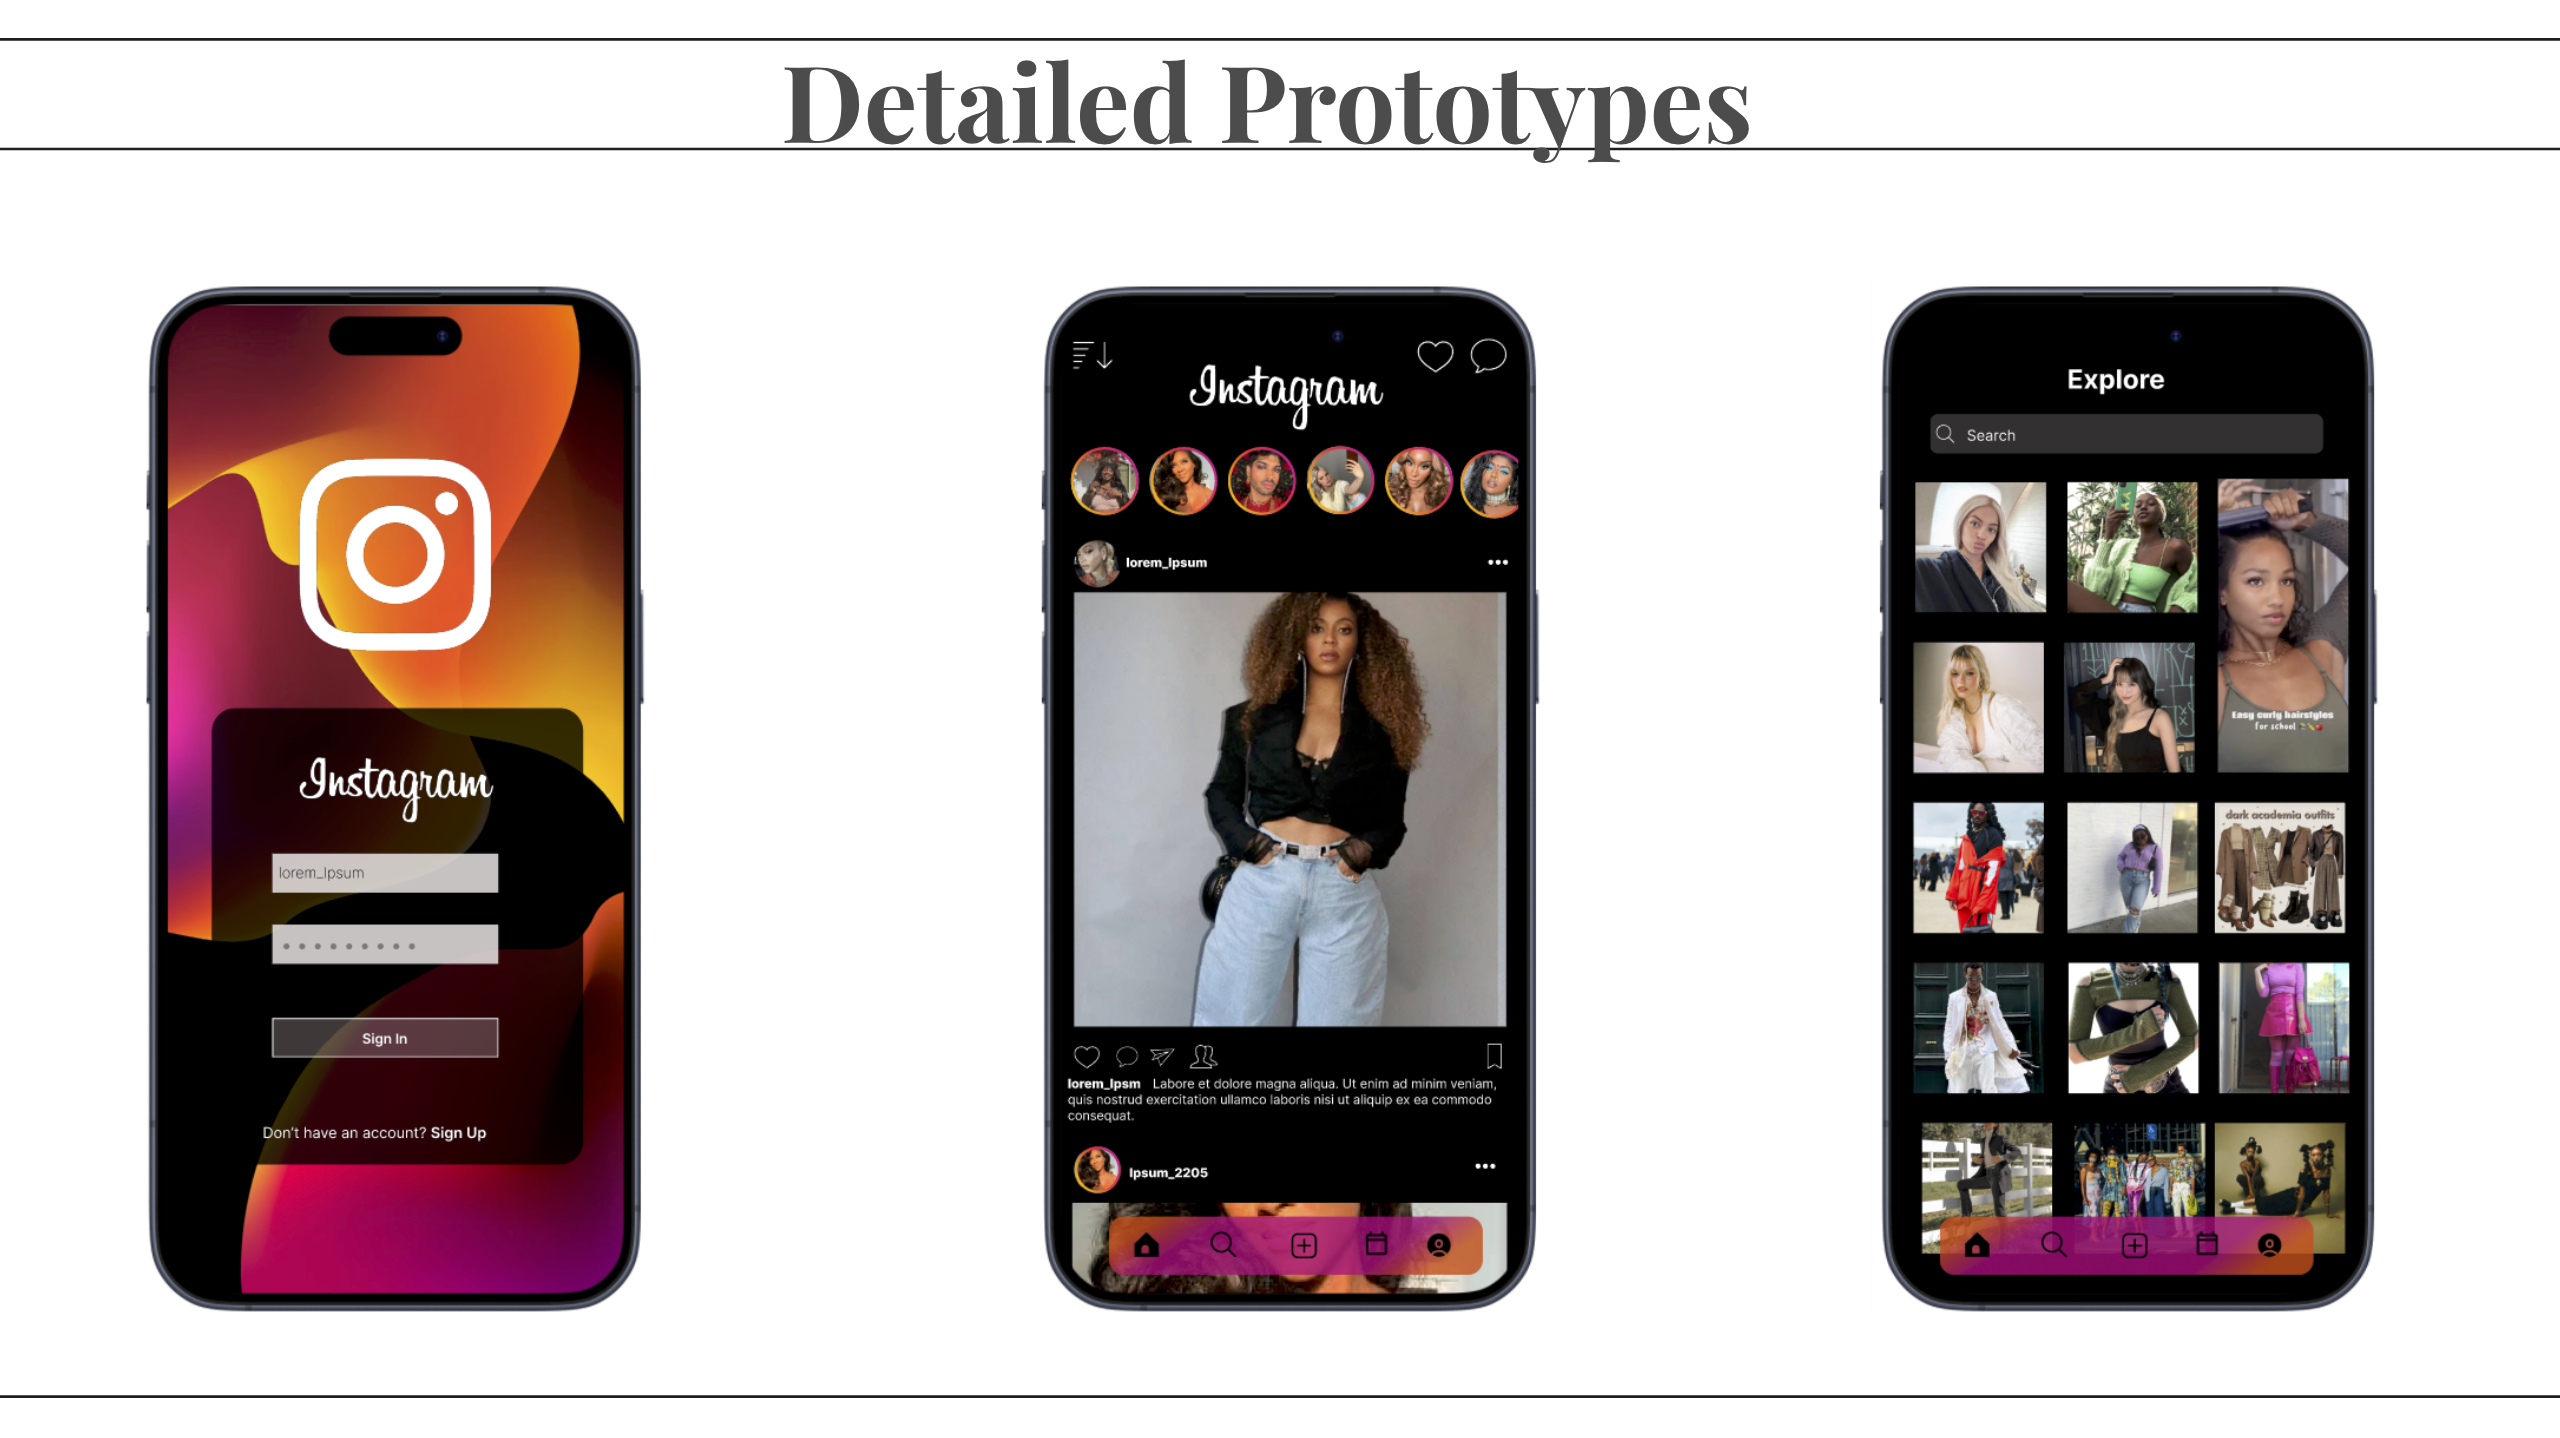 Detailed Prototypes
Instagram
lorem_Ipsum
Sign In
Don't have an account? Sign Up
Instagram
lorem_Ipsum
lorem_Ipsm Labore et dolore magna aliqua. Ut enim ad minim veniam,
quis nostrud exercitation ullamco laboris nisi ut aliquip ex ea commodo
consequat.
Ipsum_2205
Explore
Search
Easy curly hairstyles
for school
dark academia outfits